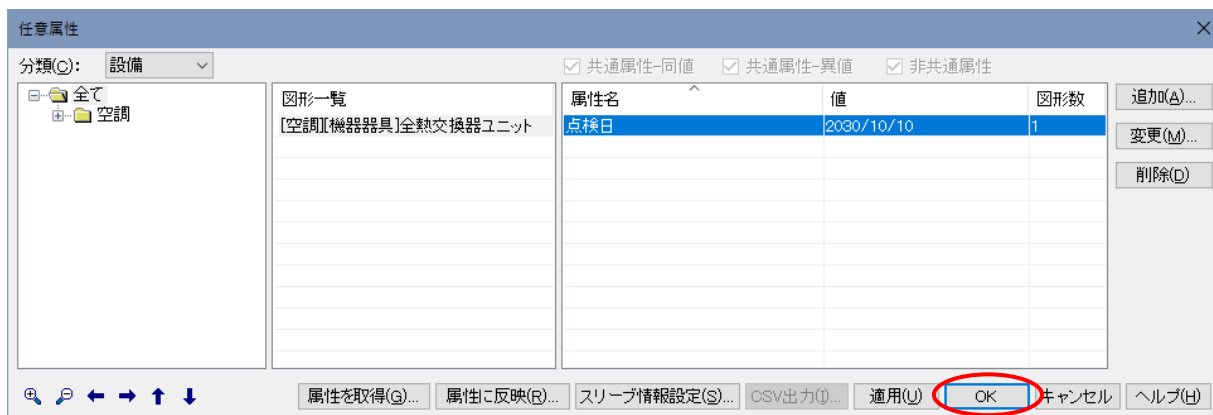 任意属性
分類(C): 設備 共通属性-同値 共通属性-異値 非共通属性
全て
空調
図形一覧
[空調][機器器具]全熱交換器ユニット
属性名 値 図形数
点検日 2030/10/10 1
追加(A)...
変更(M)...
削除(D)
属性を取得(G)... 属性に反映(R)... スリーブ情報設定(S)... CSV出力(I)... 適用(U) OK キャンセル ヘルプ(H)